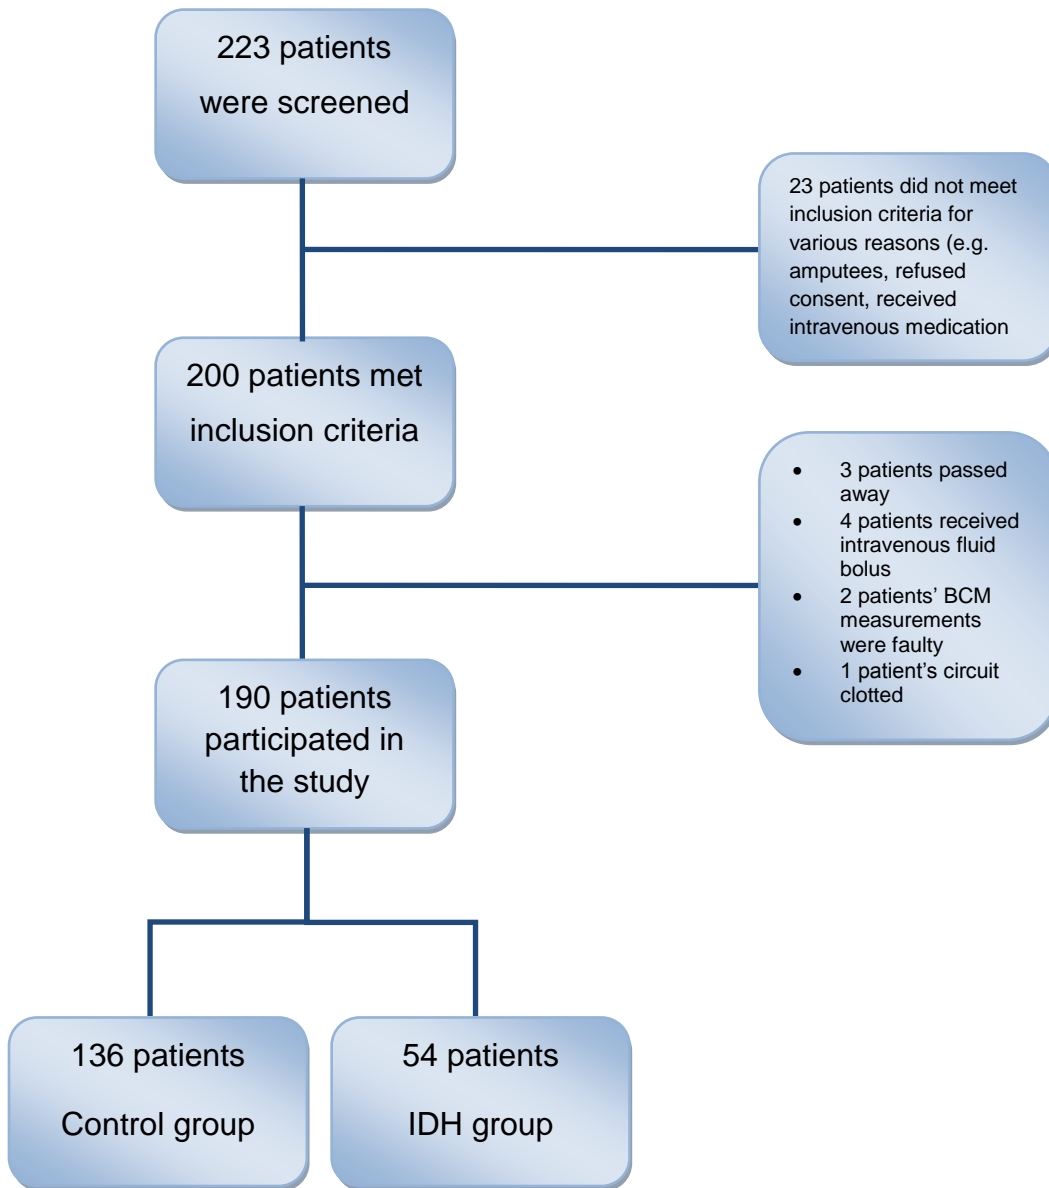 223 patients
were screened
23 patients did not meet
inclusion criteria for
various reasons (e.g.
amputees, refused
consent, received
intravenous medication
200 patients met
inclusion criteria
• 3 patients passed
away
• 4 patients received
intravenous fluid
bolus
• 2 patients’ BCM
measurements
were faulty
• 1 patient’s circuit
clotted
190 patients
participated in
the study
136 patients
Control group
54 patients
IDH group